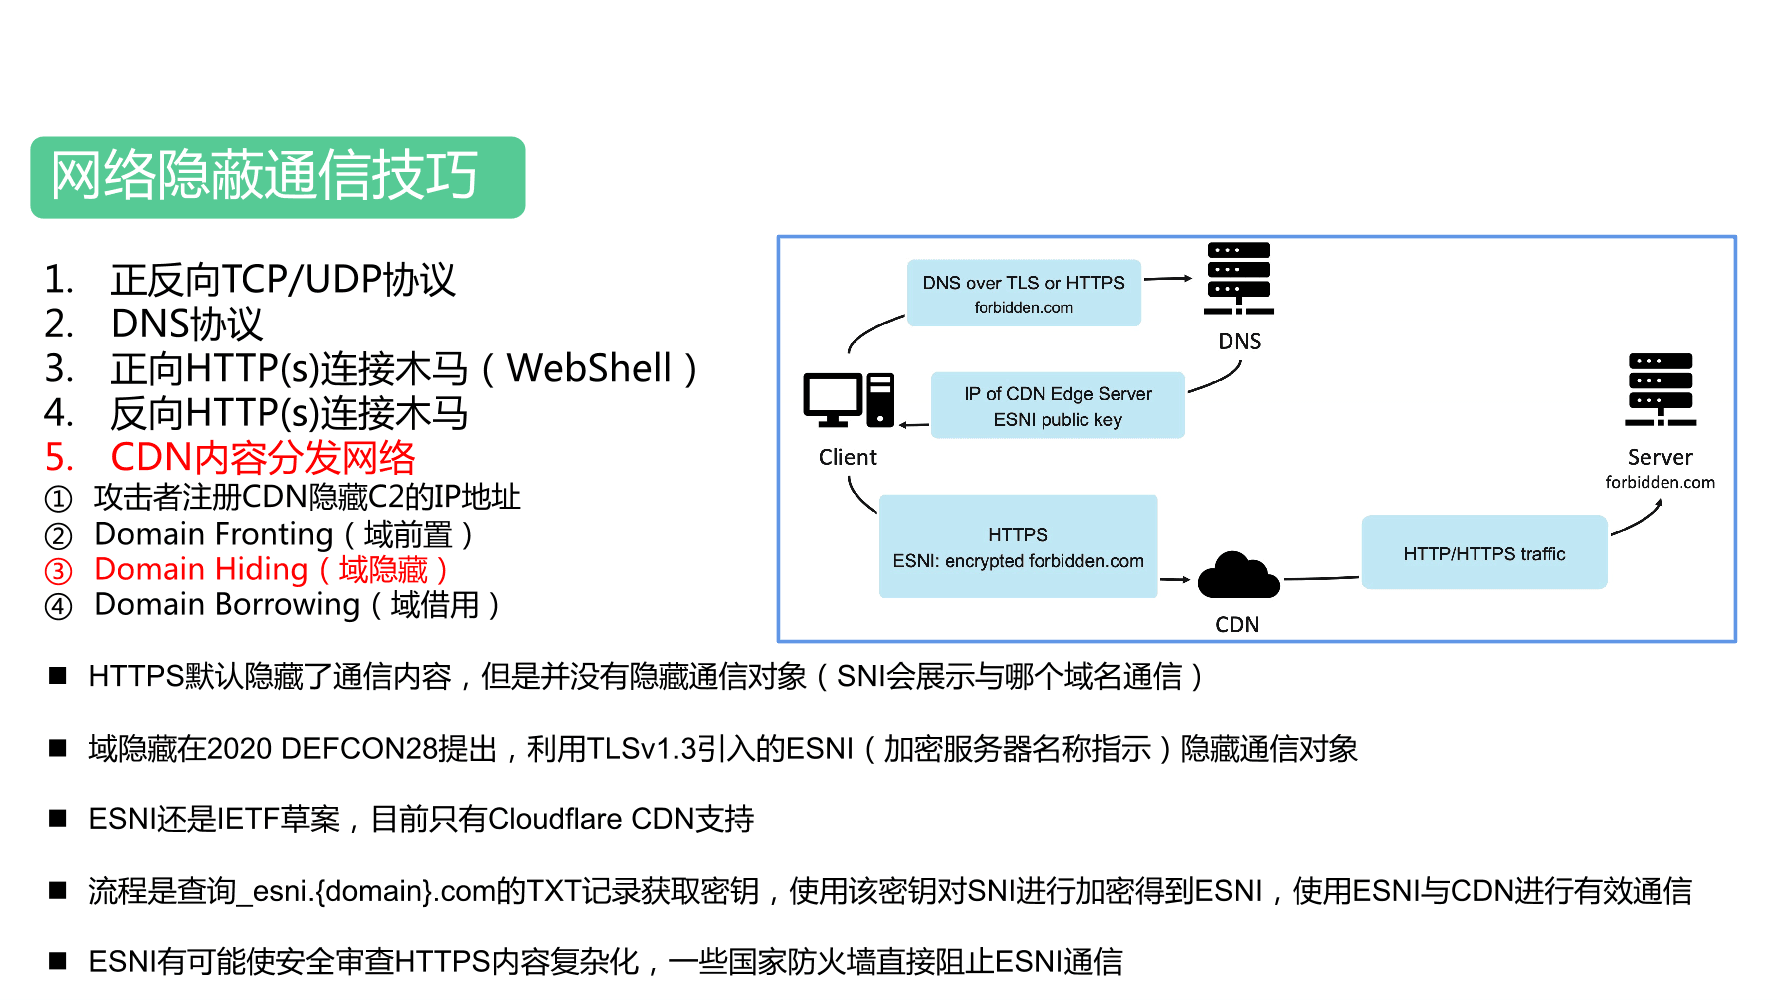 网络隐蔽通信技巧
1. 正反向TCP/UDP协议
2. DNS协议
3. 正向HTTP(s)连接木马（WebShell）
4. 反向HTTP(s)连接木马
5. CDN内容分发网络
① 攻击者注册CDN隐藏C2的IP地址
② Domain Fronting（域前置）
③ Domain Hiding（域隐藏）
④ Domain Borrowing（域借用）
DNS over TLS or HTTPS
forbidden.com
DNS
IP of CDN Edge Server
ESNI public key
Client
Server
forbidden.com
HTTPS
ESNI: encrypted forbidden.com
HTTP/HTTPS traffic
CDN
■ HTTPS默认隐藏了通信内容，但是并没有隐藏通信对象（SNI会展示与哪个域名通信）
■ 域隐藏在2020 DEFCON28提出，利用TLSv1.3引入的ESNI（加密服务器名称指示）隐藏通信对象
■ ESNI还是IETF草案，目前只有Cloudflare CDN支持
■ 流程是查询_esni.{domain}.com的TXT记录获取密钥，使用该密钥对SNI进行加密得到ESNI，使用ESNI与CDN进行有效通信
■ ESNI有可能使安全审查HTTPS内容复杂化，一些国家防火墙直接阻止ESNI通信